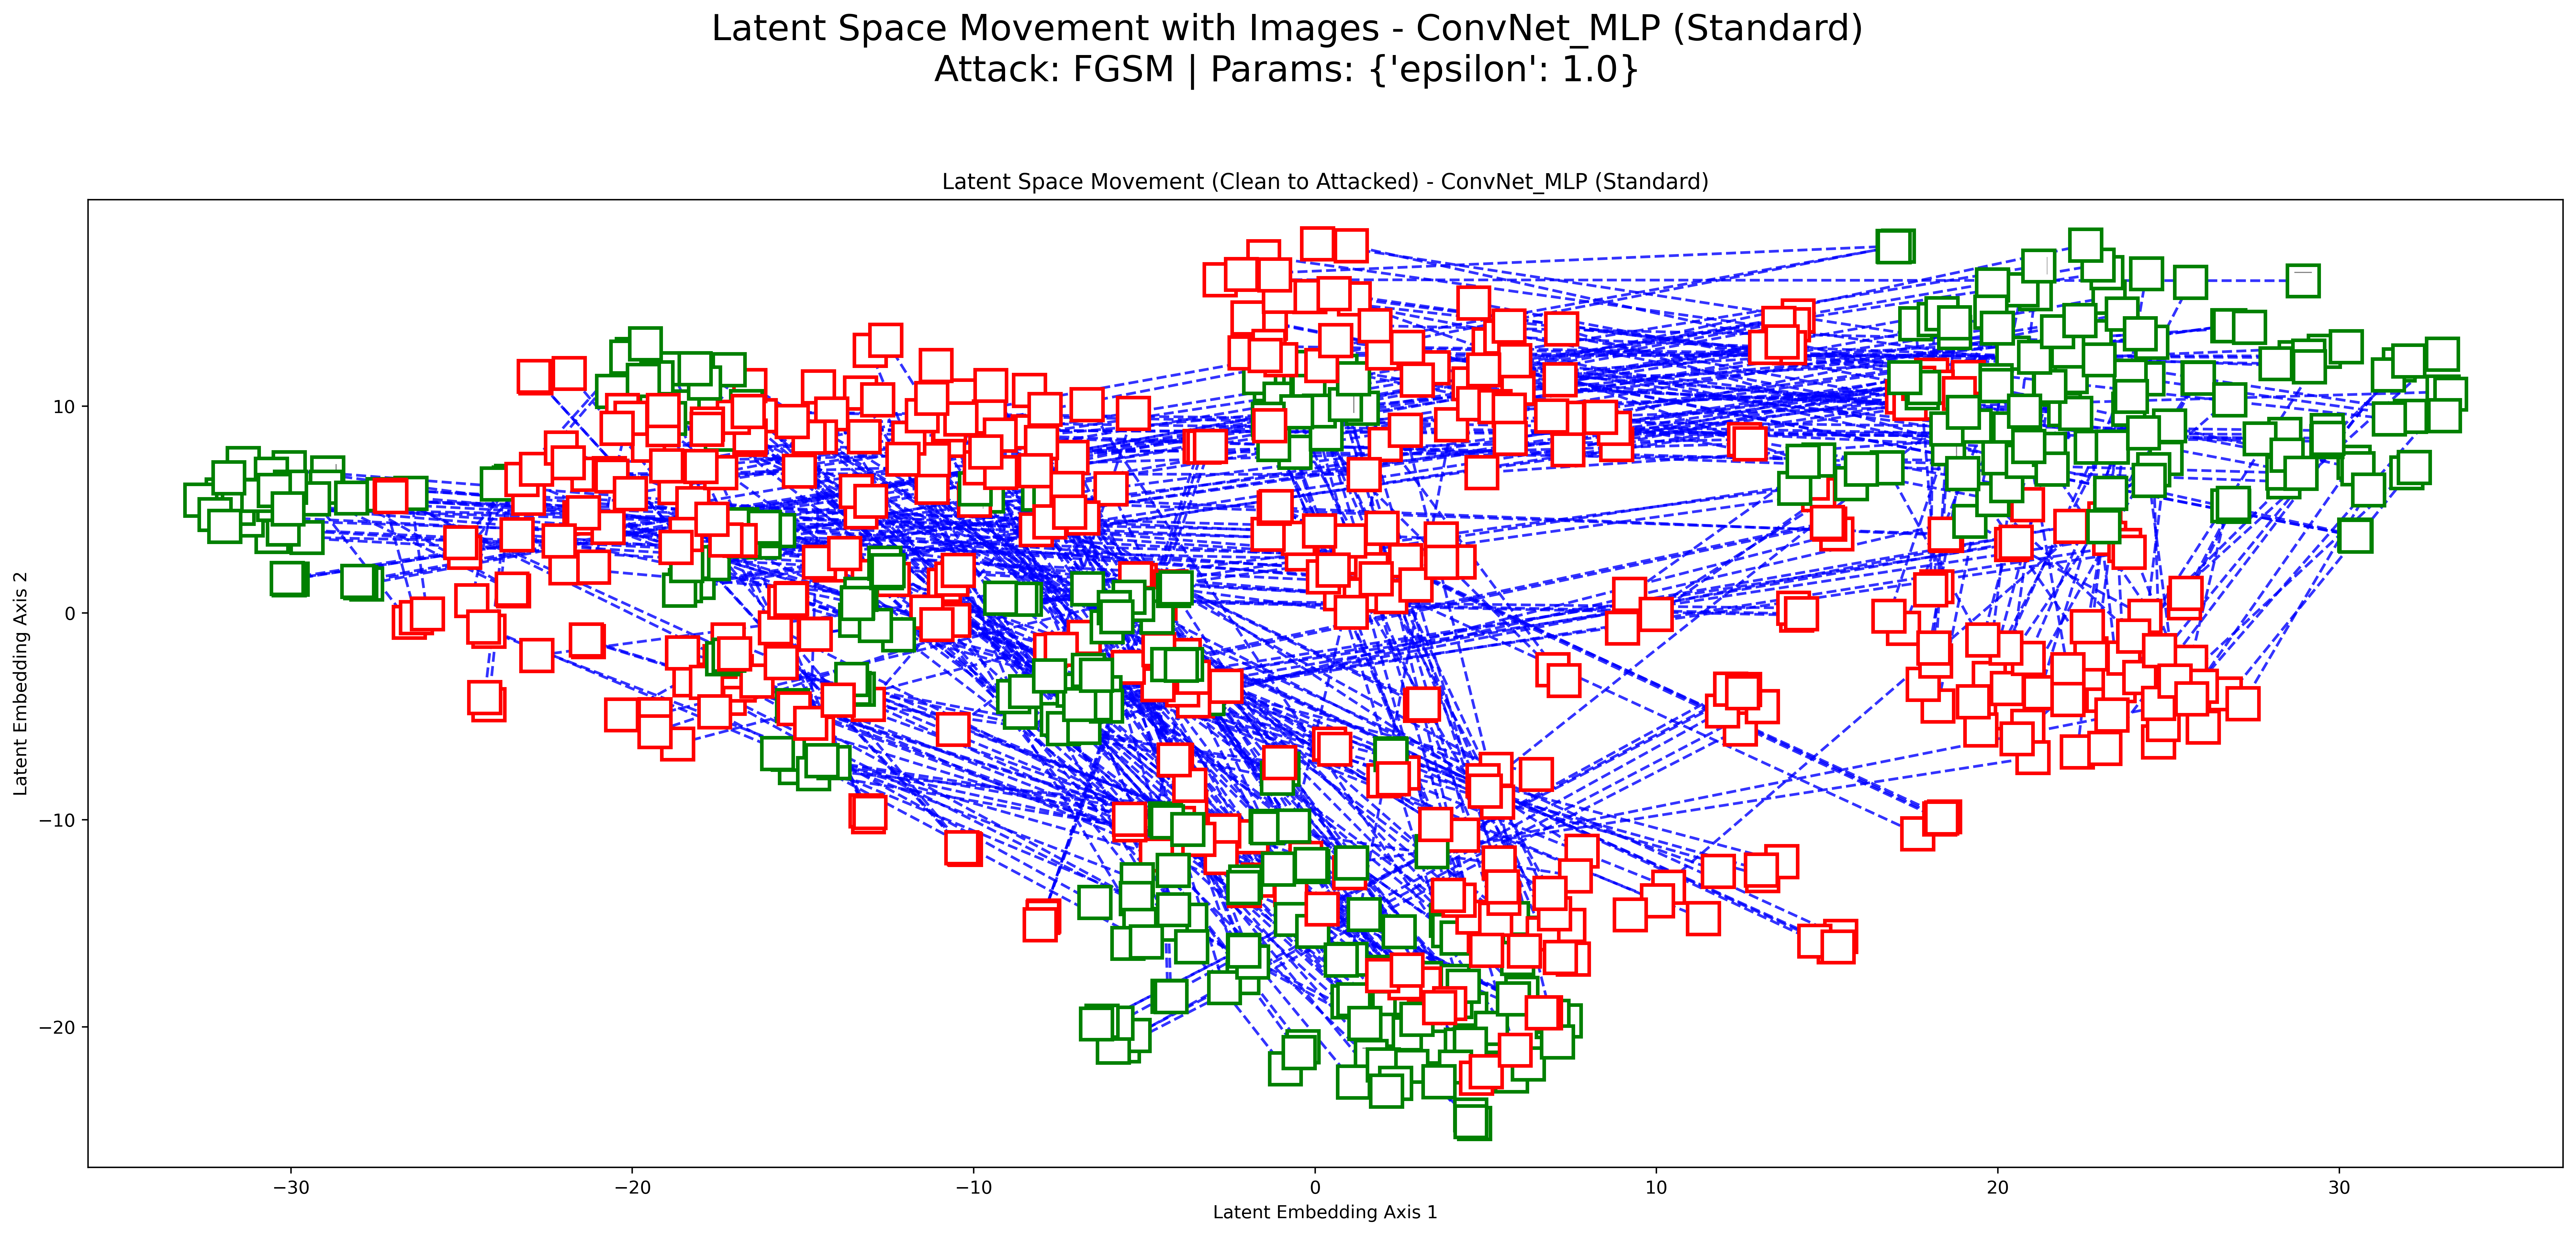 Latent Space Movement with Images - ConvNet_MLP (Standard)
Attack: FGSM | Params: {'epsilon': 1.0}
Latent Space Movement (Clean to Attacked) - ConvNet_MLP (Standard)
Latent Embedding Axis 2
10
0
−10
−20
−30
−20
−10
0
10
20
30
Latent Embedding Axis 1